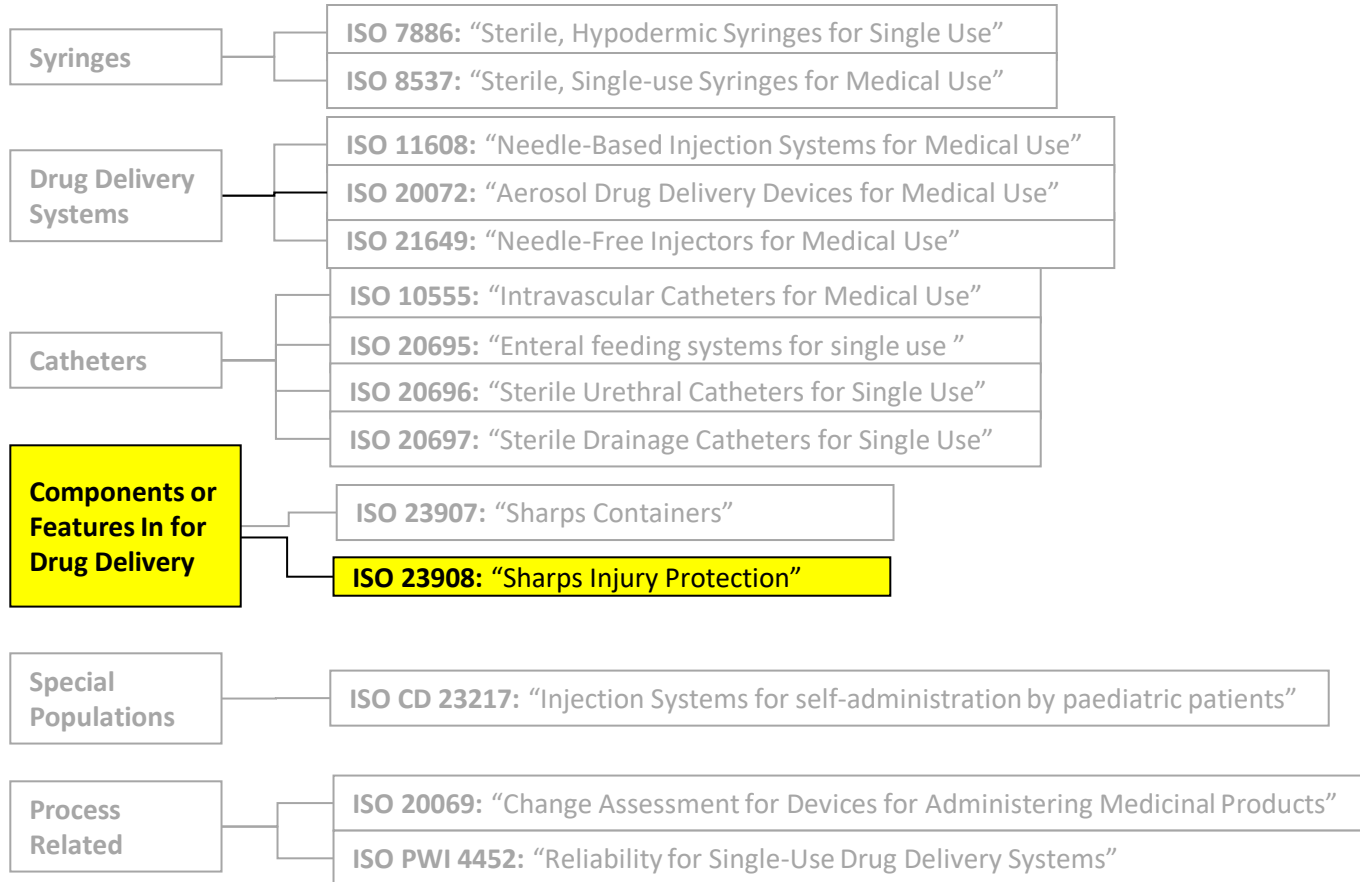 Syringes
ISO 7886: “Sterile, Hypodermic Syringes for Single Use”
ISO 8537: “Sterile, Single-use Syringes for Medical Use”
Drug Delivery
Systems
ISO 11608: “Needle-Based Injection Systems for Medical Use”
ISO 20072: “Aerosol Drug Delivery Devices for Medical Use”
ISO 21649: “Needle-Free Injectors for Medical Use”
Catheters
ISO 10555: “Intravascular Catheters for Medical Use”
ISO 20695: “Enteral feeding systems for single use ”
ISO 20696: “Sterile Urethral Catheters for Single Use”
ISO 20697: “Sterile Drainage Catheters for Single Use”
Components or
Features In for
Drug Delivery
ISO 23907: “Sharps Containers”
ISO 23908: “Sharps Injury Protection”
Special
Populations
ISO CD 23217: “Injection Systems for self-administration by paediatric patients”
Process
Related
ISO 20069: “Change Assessment for Devices for Administering Medicinal Products”
ISO PWI 4452: “Reliability for Single-Use Drug Delivery Systems”